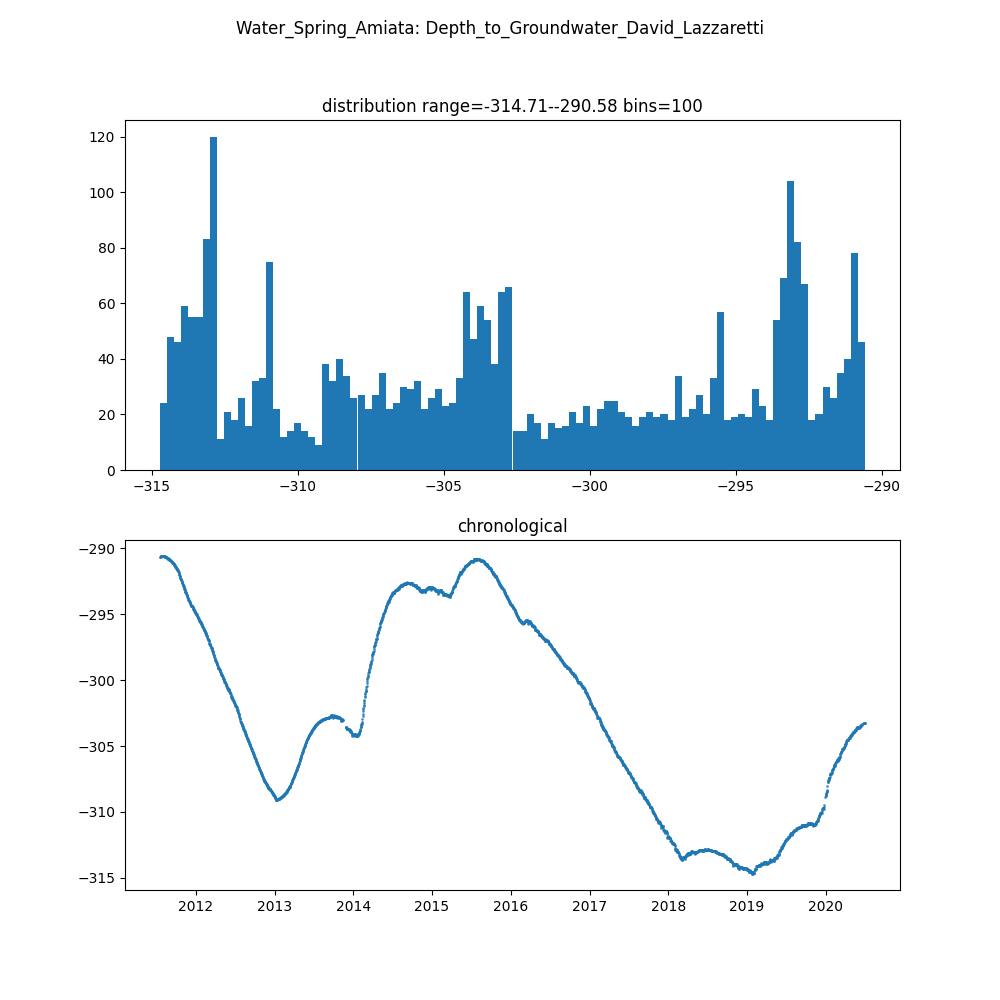 Water_Spring_Amiata: Depth_to_Groundwater_David_Lazzaretti
distribution range=-314.71--290.58 bins=100
120
100
80
60
40
20
0
−315 −310 −305 −300 −295 −290
chronological
−290
−295
−300
−305
−310
−315
2012 2013 2014 2015 2016 2017 2018 2019 2020